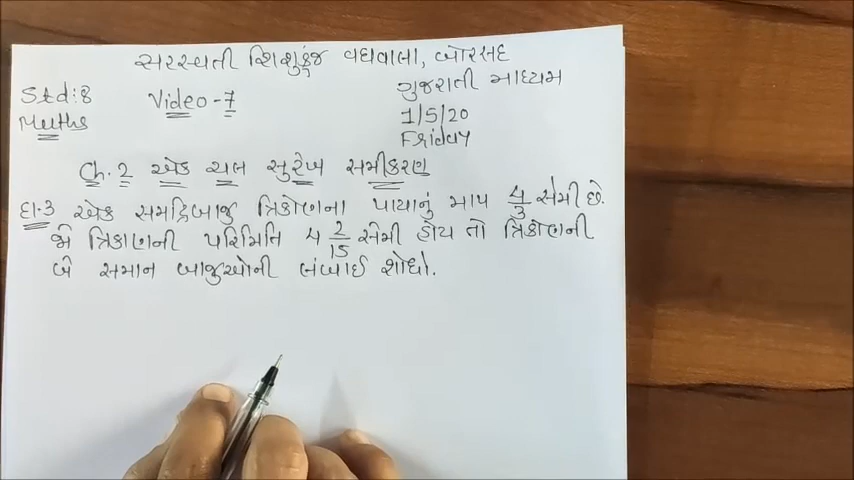 સરસ્વતી શિશુકુંજ વઘવાલા, બોરસદ
Std:8 Video-7 ગુજરાતી માધ્યમ
Maths 1/5/20
Friday
Ch.2 એક ચલ સુરેખ સમીકરણ
દા.3 એક સમદ્વિબાજુ ત્રિકોણના પાયાનું માપ 4/3 સેમી છે.
જો ત્રિકોણની પરિમિતિ 4 2/15 સેમી હોય તો ત્રિકોણની
બે સમાન બાજુઓની લંબાઈ શોધો.